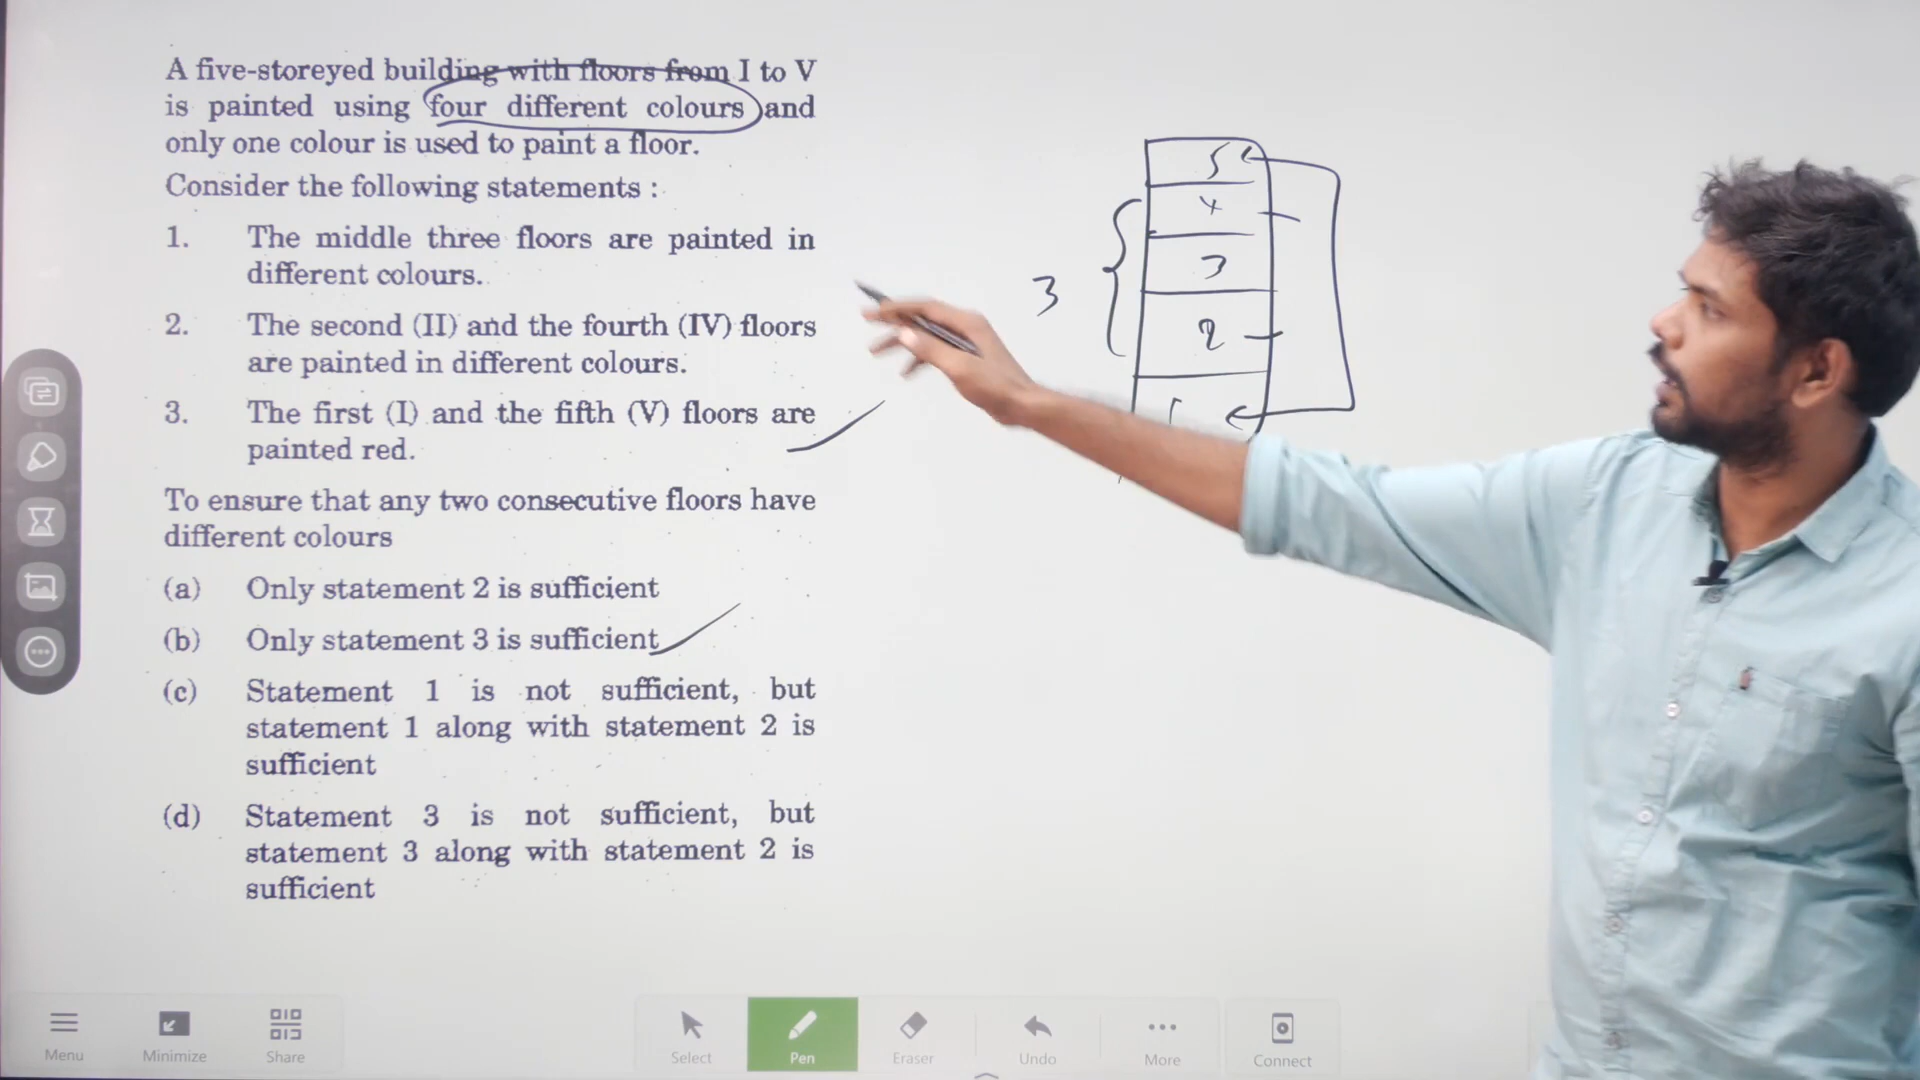 A five-storeyed building with floors from I to V
is painted using four different colours and
only one colour is used to paint a floor.
Consider the following statements :
1. The middle three floors are painted in
different colours.
2. The second (II) and the fourth (IV) floors
are painted in different colours.
3. The first (I) and the fifth (V) floors are
painted red.
To ensure that any two consecutive floors have
different colours
(a) Only statement 2 is sufficient
(b) Only statement 3 is sufficient
(c) Statement 1 is not sufficient, but
statement 1 along with statement 2 is
sufficient
(d) Statement 3 is not sufficient, but
statement 3 along with statement 2 is
sufficient
5
4
3
3
2
1
Menu
Minimize
Share
Select
Pen
Eraser
Undo
More
Connect